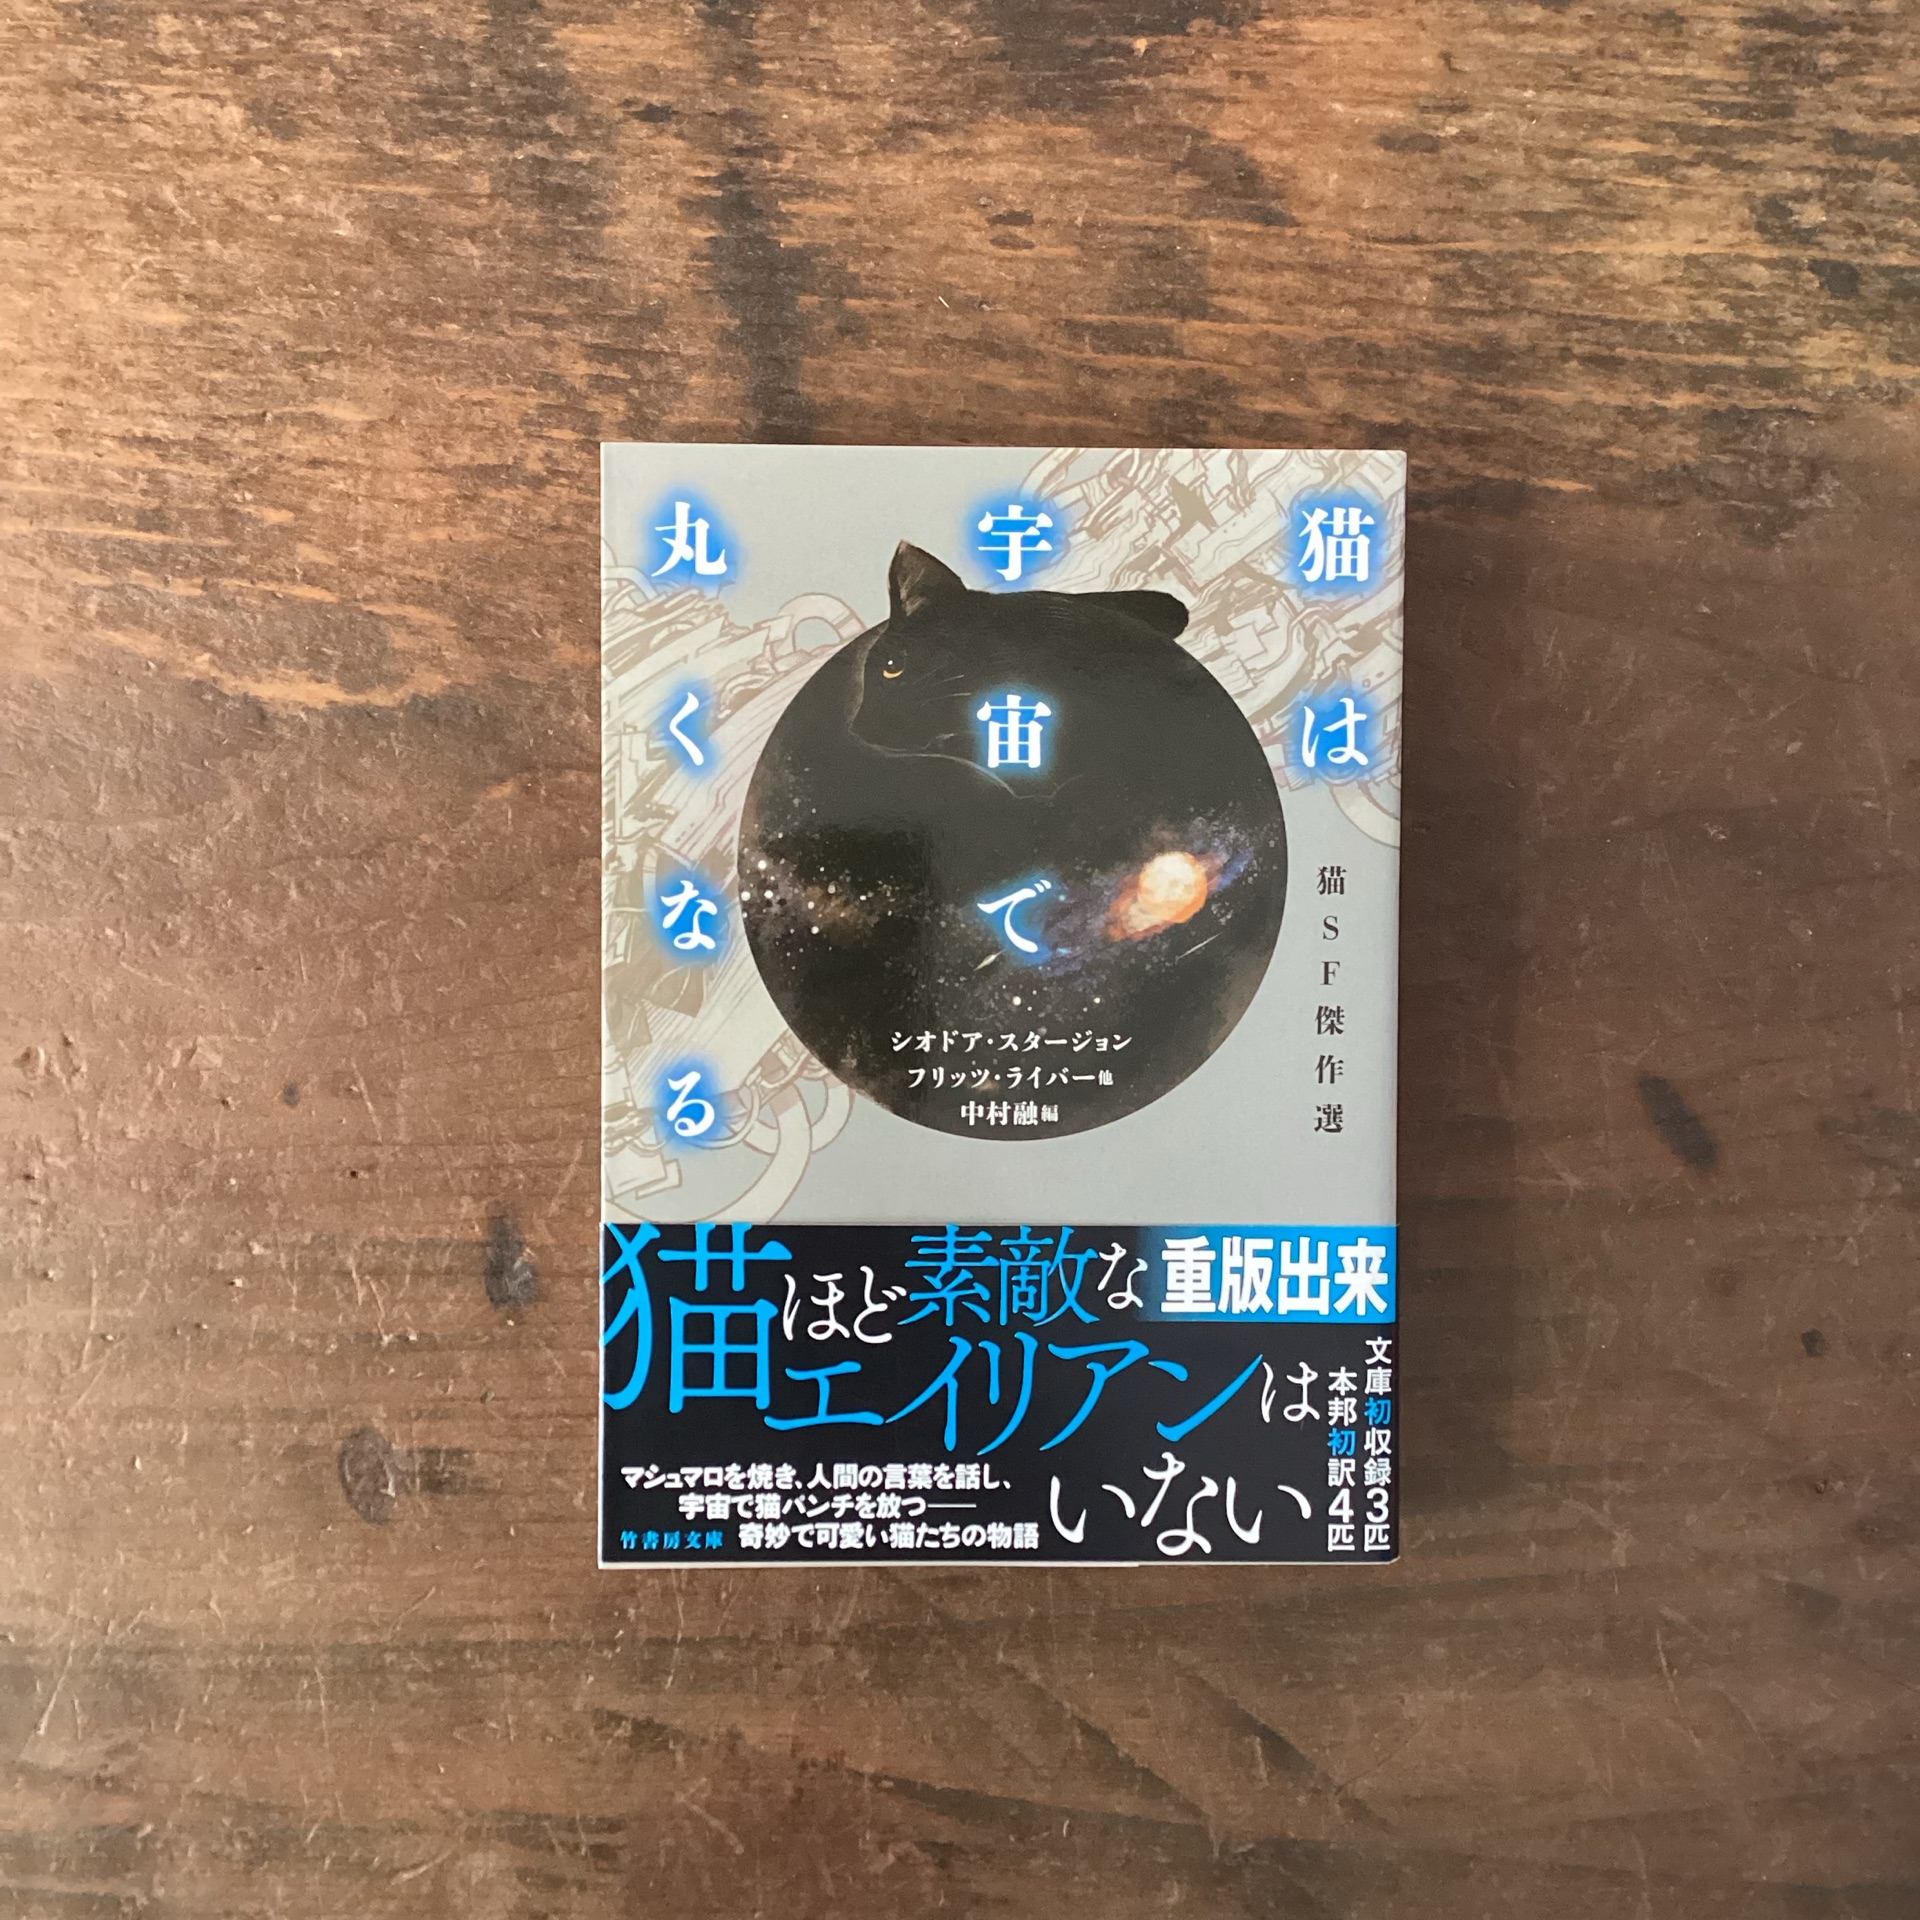 猫は
宇宙で
丸くなる
猫SF傑作選
シオドア・スタージョン
フリッツ・ライバー他
中村融編
猫ほど素敵な
エイリアンは
いない
重版出来
文庫初収録3匹
本邦初訳4匹
マシュマロを焼き、人間の言葉を話し、
宇宙で猫パンチを放つ──
奇妙で可愛い猫たちの物語
竹書房文庫